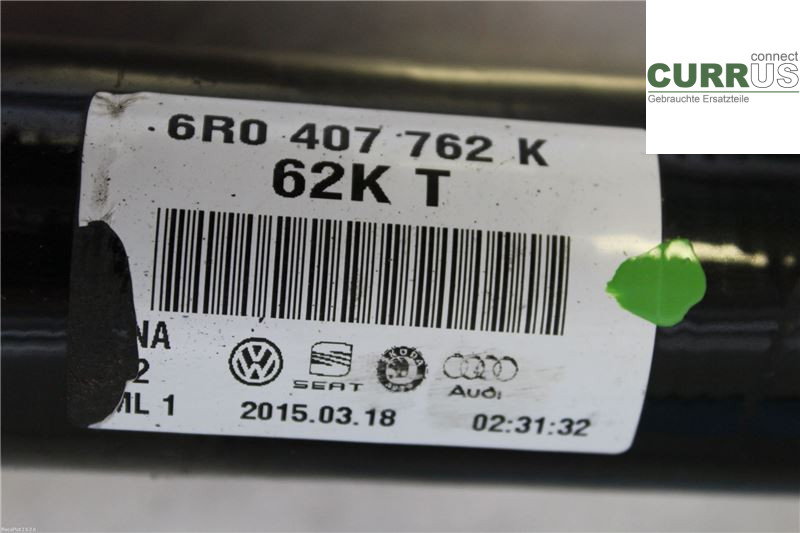 connect
CURRUS
Gebrauchte Ersatzteile
6R0 407 762 K
62K T
NA
2
ML 1
SEAT
SKODA
Audi
2015.03.18
02:31:32